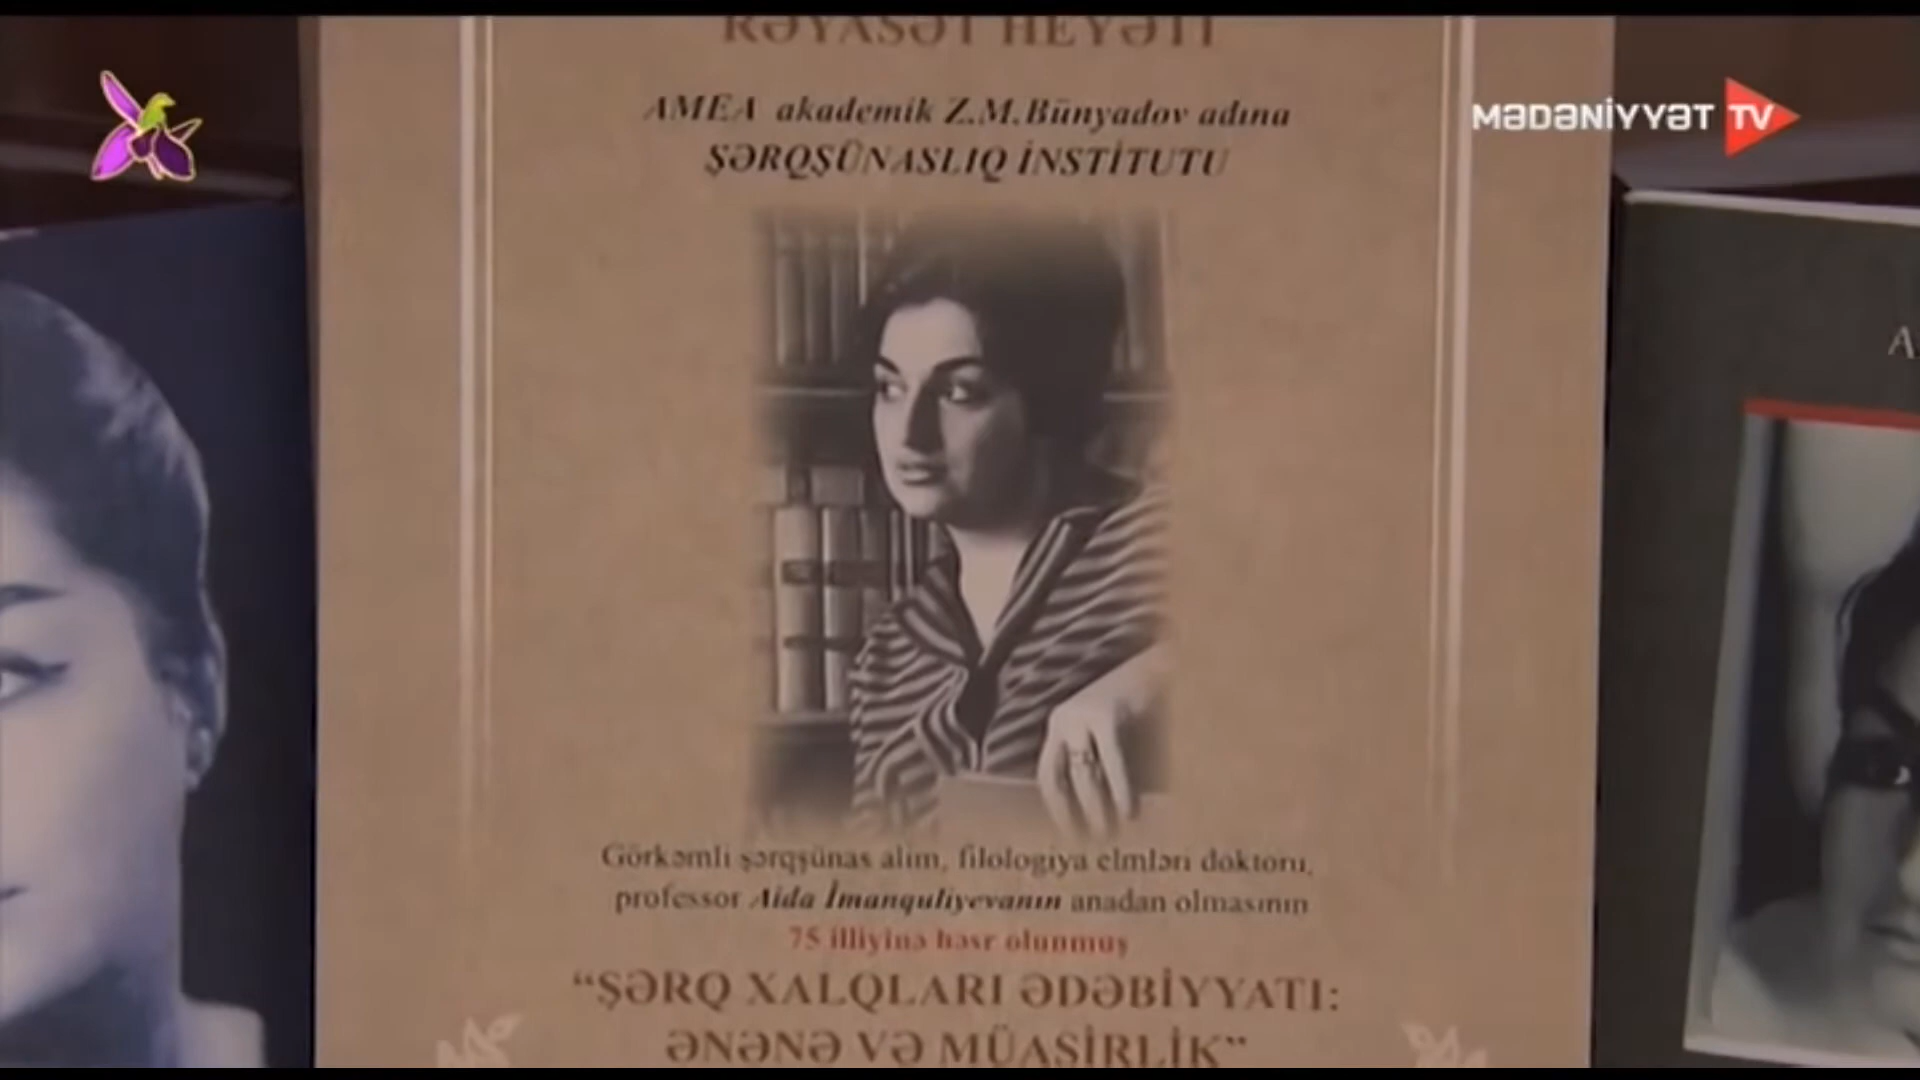 RƏYASƏT HEYƏTİ
AMEA akademik Z.M.Bünyadov adına
ŞƏRQŞÜNASLIQ İNSTİTUTU
MƏDƏNİYYƏT TV
A
Görkəmli şərqşünas alim, filologiya elmləri doktoru,
professor Aida İmanquliyevanın anadan olmasının
75 illiyinə həsr olunmuş
“ŞƏRQ XALQLARI ƏDƏBİYYATI:
ƏNƏNƏ VƏ MÜASİRLİK”